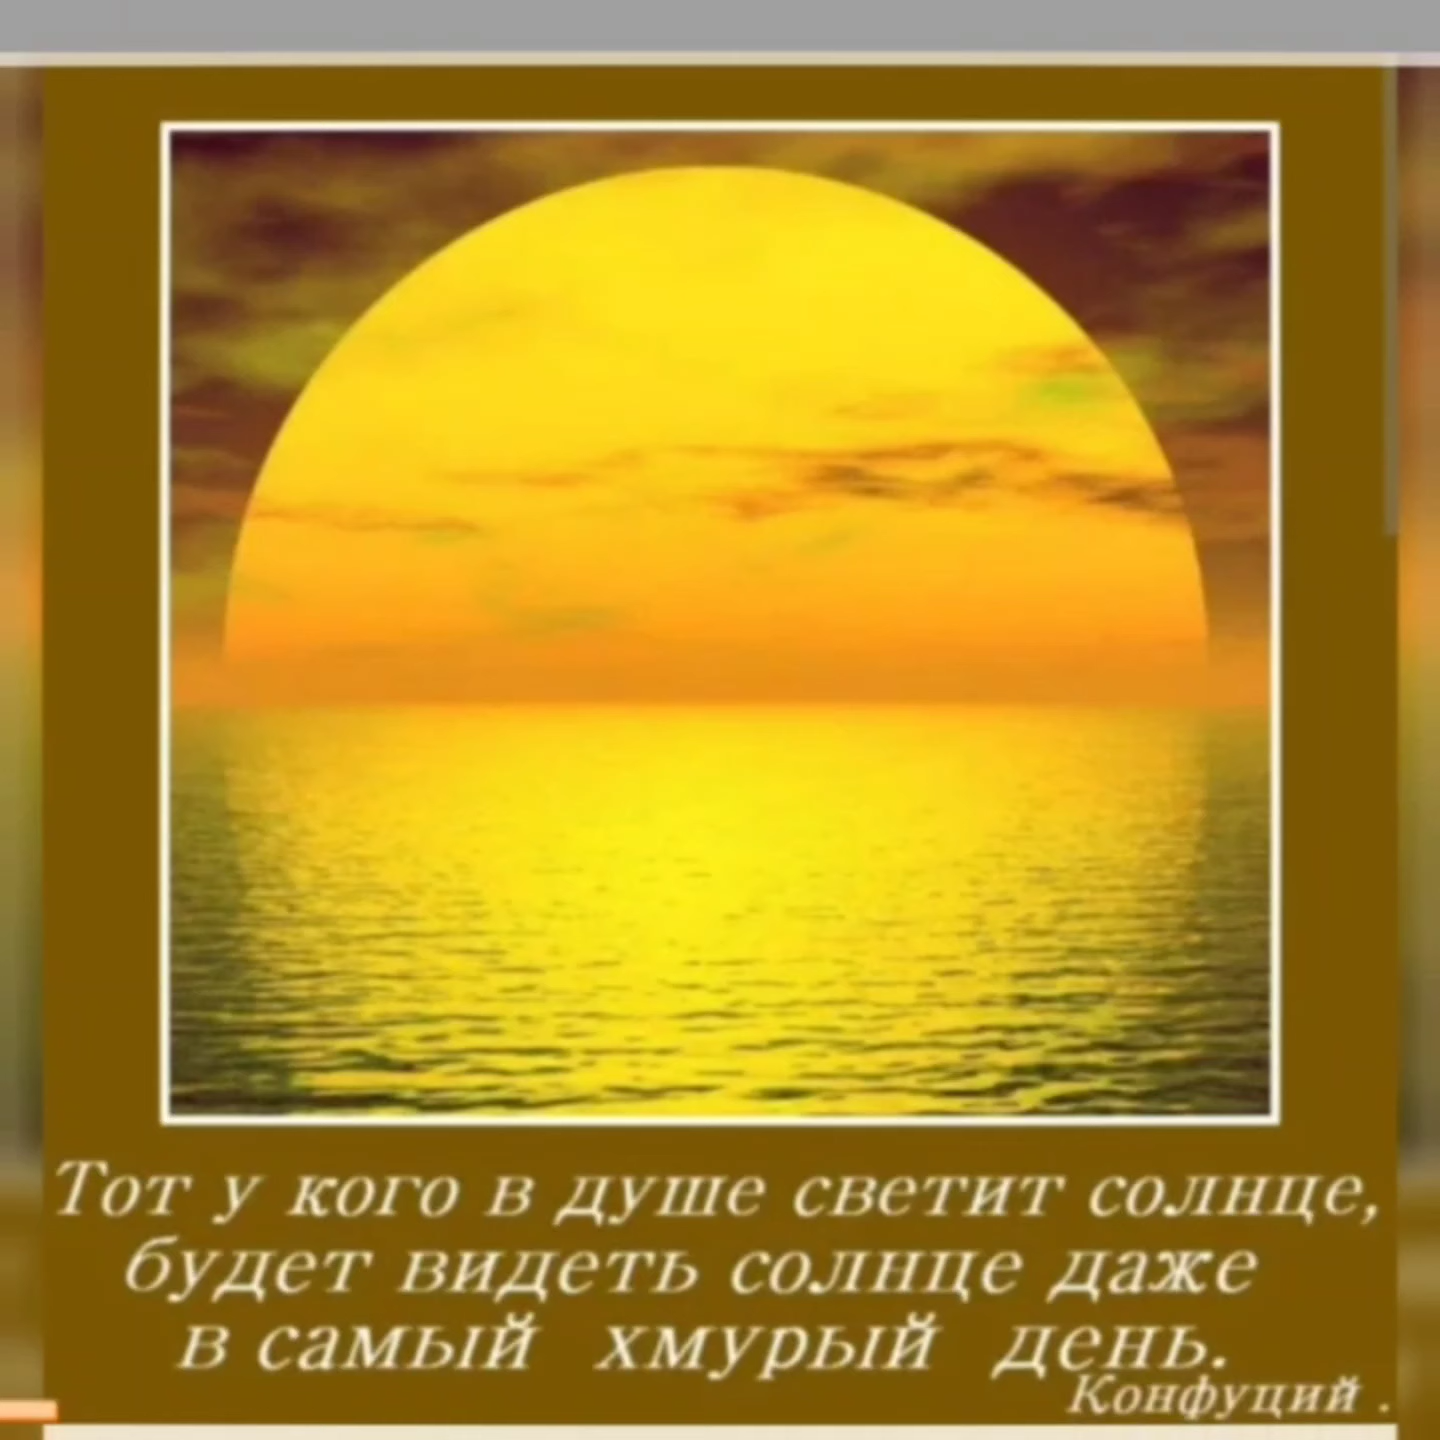 Тот у кого в душе светит солнце,
будет видеть солнце даже
в самый хмурый день.
Конфуций .